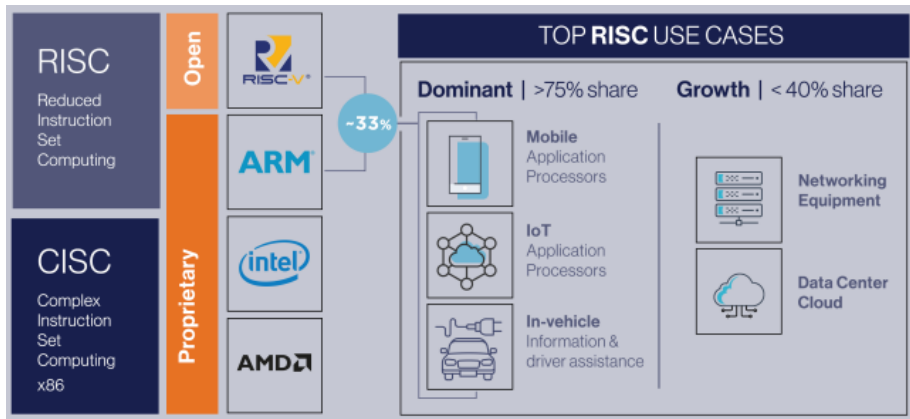 RISC
Reduced
Instruction
Set
Computing
CISC
Complex
Instruction
Set
Computing
x86
Open
Proprietary
RISC-V®
ARM®
intel®
AMD
~33%
TOP RISC USE CASES
Dominant | >75% share
Mobile
Application
Processors
IoT
Application
Processors
In-vehicle
Information &
driver assistance
Growth | < 40% share
Networking
Equipment
Data Center
Cloud